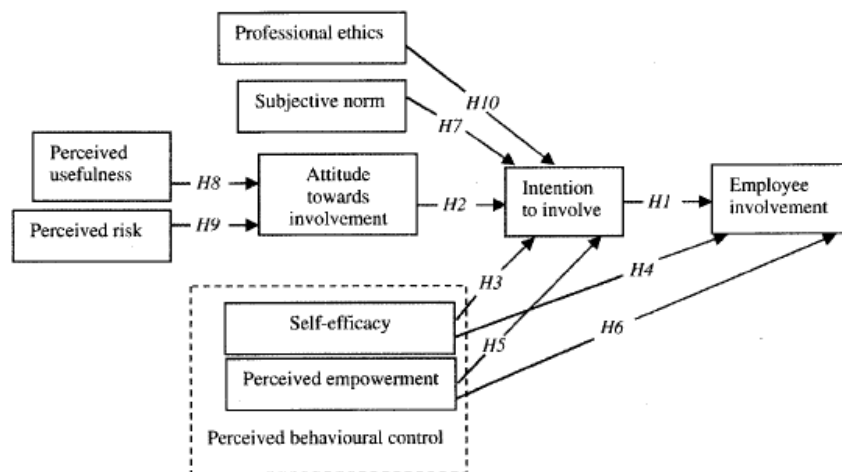 Professional ethics
H10
Subjective norm
H7
Perceived
usefulness
H8
Attitude
towards
involvement
H2
Intention
to involve
H1
Employee
involvement
Perceived risk
H9
H3
H4
Self-efficacy
H5
H6
Perceived empowerment
Perceived behavioural control